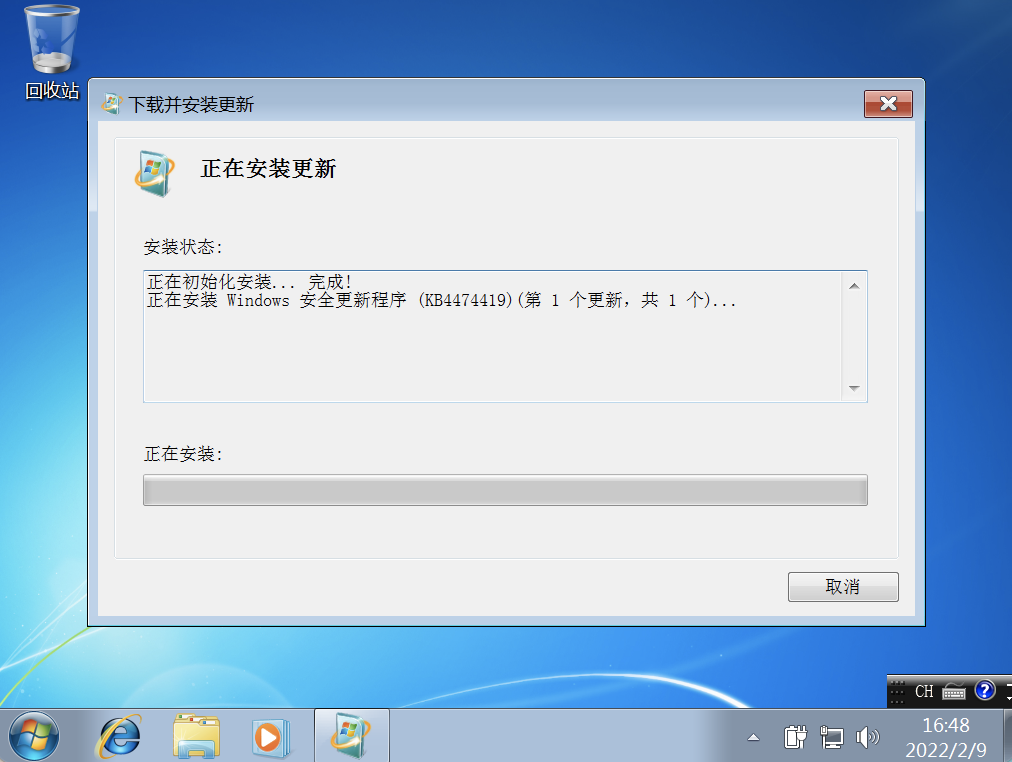 回收站
下载并安装更新
正在安装更新
安装状态:
正在初始化安装... 完成!
正在安装 Windows 安全更新程序 (KB4474419)(第 1 个更新, 共 1 个)...
正在安装:
取消
CH
16:48
2022/2/9